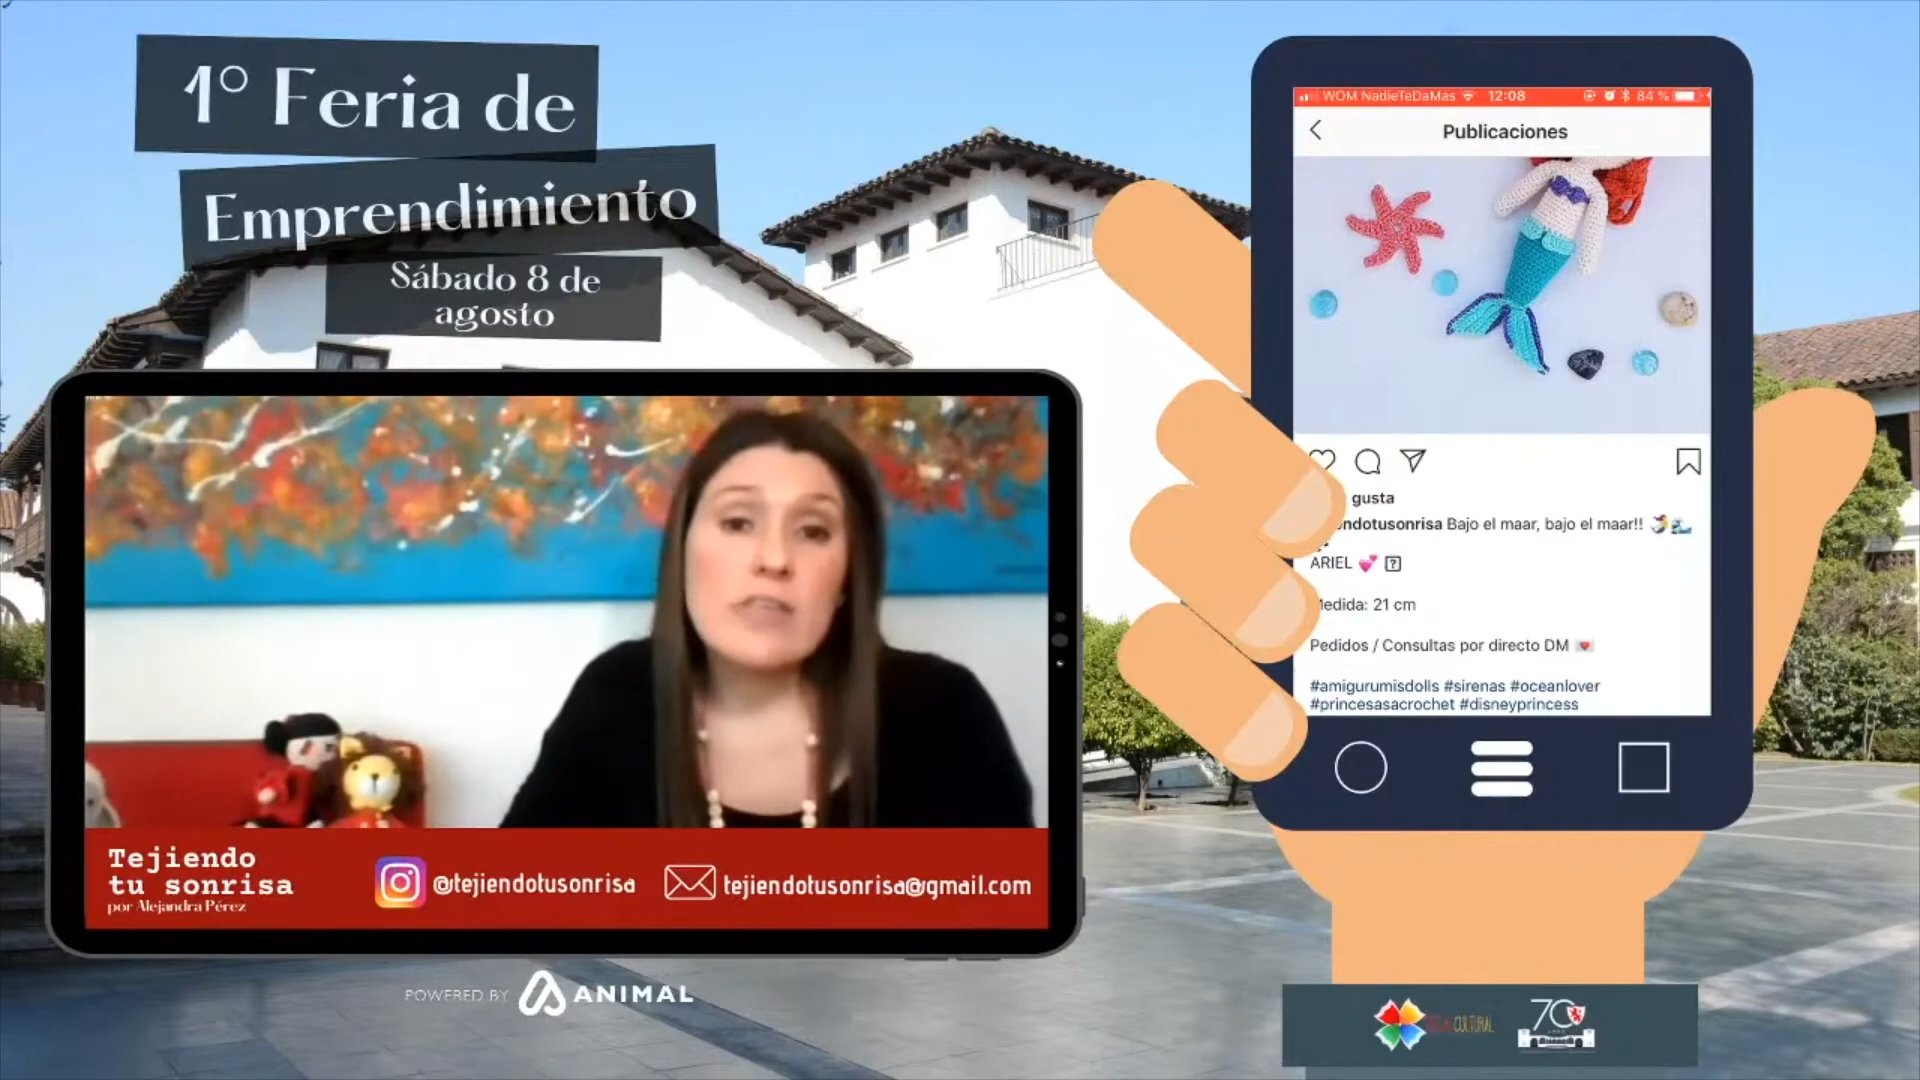 1° Feria de
Emprendimiento
Sábado 8 de
agosto
Tejiendo
tu sonrisa
por Alejandra Pérez
@tejiendotusonrisa
tejiendotusonrisa@gmail.com
POWERED BY ANIMAL
WOM NadieTeDaMas 12:08 84 %
Publicaciones
gusta
ndotusonrisa Bajo el maar, bajo el maar!!
ARIEL
Medida: 21 cm
Pedidos / Consultas por directo DM
#amigurumisdolls #sirenas #oceanlover
#princesasacrochet #disneyprincess
CULTURAL
70